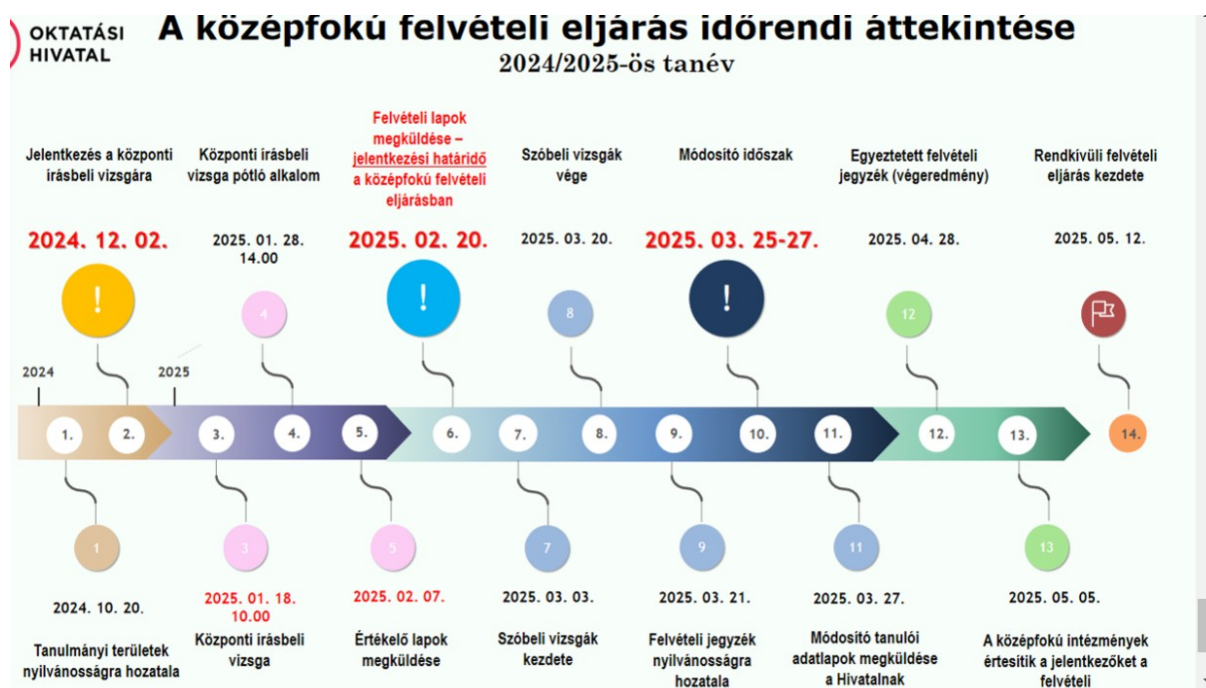 OKTATÁSI
HIVATAL
A középfokú felvételi eljárás időrendi áttekintése
2024/2025-ös tanév
Jelentkezés a központi
írásbeli vizsgára
2024. 12. 02.
!
Központi írásbeli
vizsga pótló alkalom
2025. 01. 28.
14.00
4
Felvételi lapok
megküldése –
jelentkezési határidő
a középfokú felvételi
eljárásban
2025. 02. 20.
!
Szóbeli vizsgák
vége
2025. 03. 20.
8
Módosító időszak
2025. 03. 25-27.
!
Egyeztetett felvételi
jegyzék (végeredmény)
2025. 04. 28.
12
Rendkívüli felvételi
eljárás kezdete
2025. 05. 12.
2024
2025
1.
2.
3.
4.
5.
6.
7.
8.
9.
10.
11.
12.
13.
14.
1
2024. 10. 20.
Tanulmányi területek
nyilvánosságra hozatala
3
2025. 01. 18.
10.00
Központi írásbeli
vizsga
5
2025. 02. 07.
Értékelő lapok
megküldése
7
2025. 03. 03.
Szóbeli vizsgák
kezdete
9
2025. 03. 21.
Felvételi jegyzék
nyilvánosságra
hozatala
11
2025. 03. 27.
Módosító tanulói
adatlapok megküldése
a Hivatalnak
13
2025. 05. 05.
A középfokú intézmények
értesítik a jelentkezőket a
felvételi